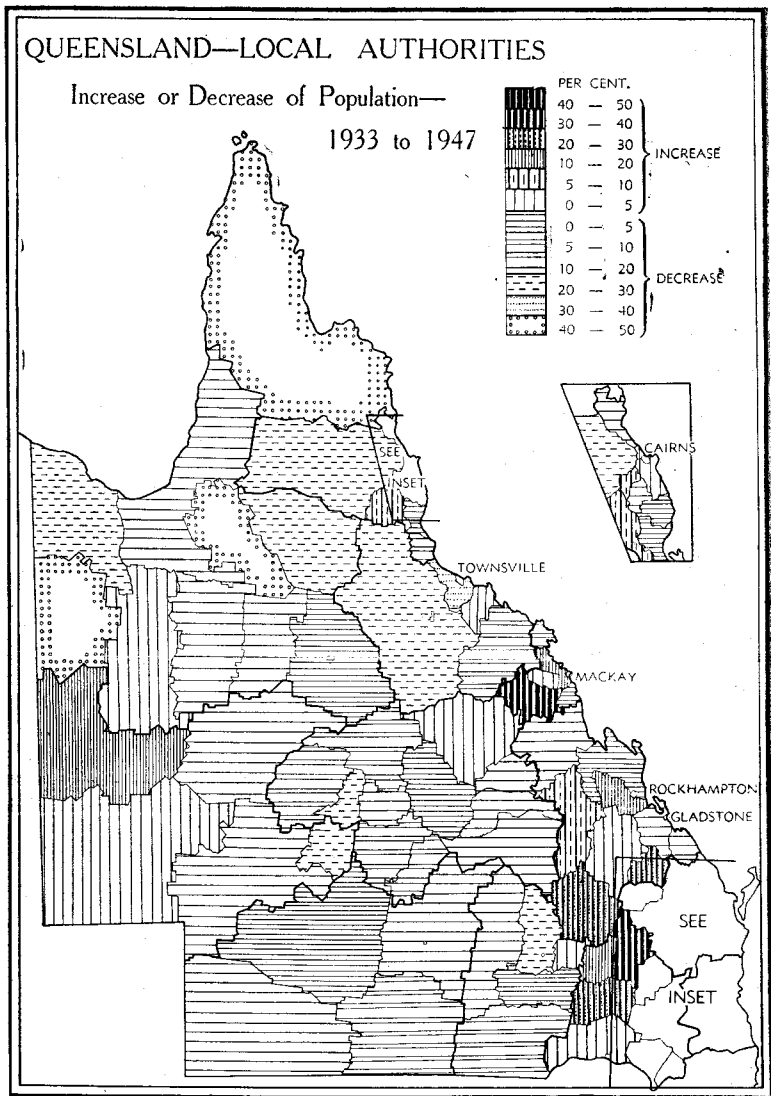 QUEENSLAND—LOCAL AUTHORITIES
Increase or Decrease of Population—
1933 to 1947
PER CENT.
40 — 50
30 — 40
20 — 30
10 — 20
5 — 10
0 — 5
INCREASE
0 — 5
5 — 10
10 — 20
20 — 30
30 — 40
40 — 50
DECREASE
SEE
INSET
CAIRNS
TOWNSVILLE
MACKAY
ROCKHAMPTON
GLADSTONE
SEE
INSET